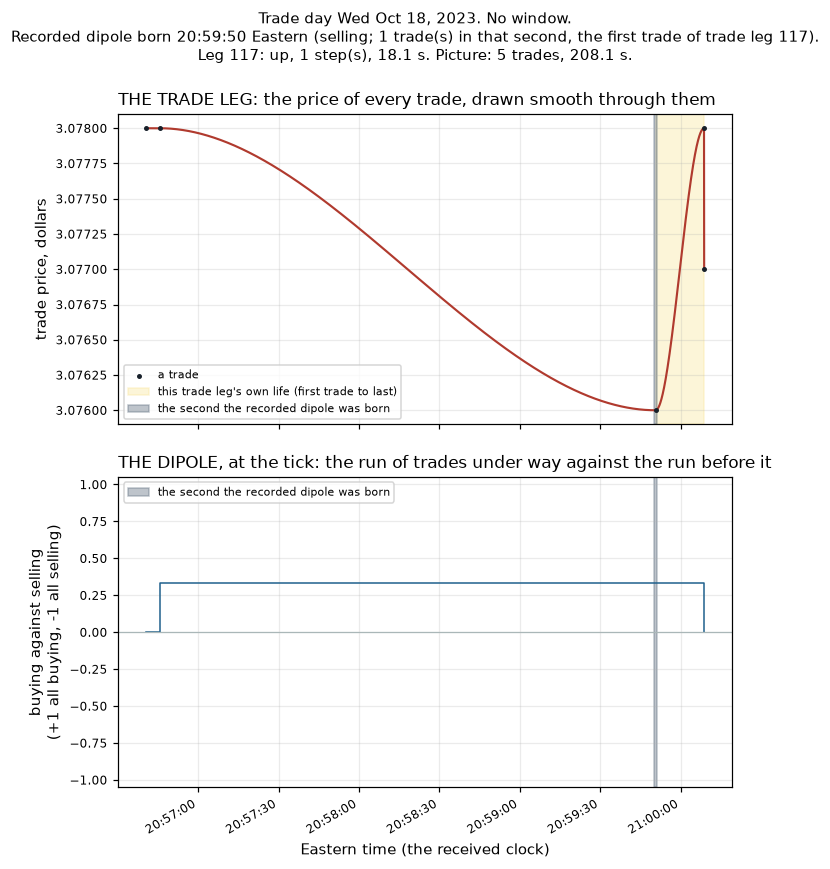 Trade day Wed Oct 18, 2023. No window.
Recorded dipole born 20:59:50 Eastern (selling; 1 trade(s) in that second, the first trade of trade leg 117).
Leg 117: up, 1 step(s), 18.1 s. Picture: 5 trades, 208.1 s.
THE TRADE LEG: the price of every trade, drawn smooth through them
trade price, dollars
3.07800
3.07775
3.07750
3.07725
3.07700
3.07675
3.07650
3.07625
3.07600
a trade
this trade leg's own life (first trade to last)
the second the recorded dipole was born
THE DIPOLE, at the tick: the run of trades under way against the run before it
buying against selling
(+1 all buying, -1 all selling)
1.00
0.75
0.50
0.25
0.00
−0.25
−0.50
−0.75
−1.00
the second the recorded dipole was born
20:57:00
20:57:30
20:58:00
20:58:30
20:59:00
20:59:30
21:00:00
Eastern time (the received clock)